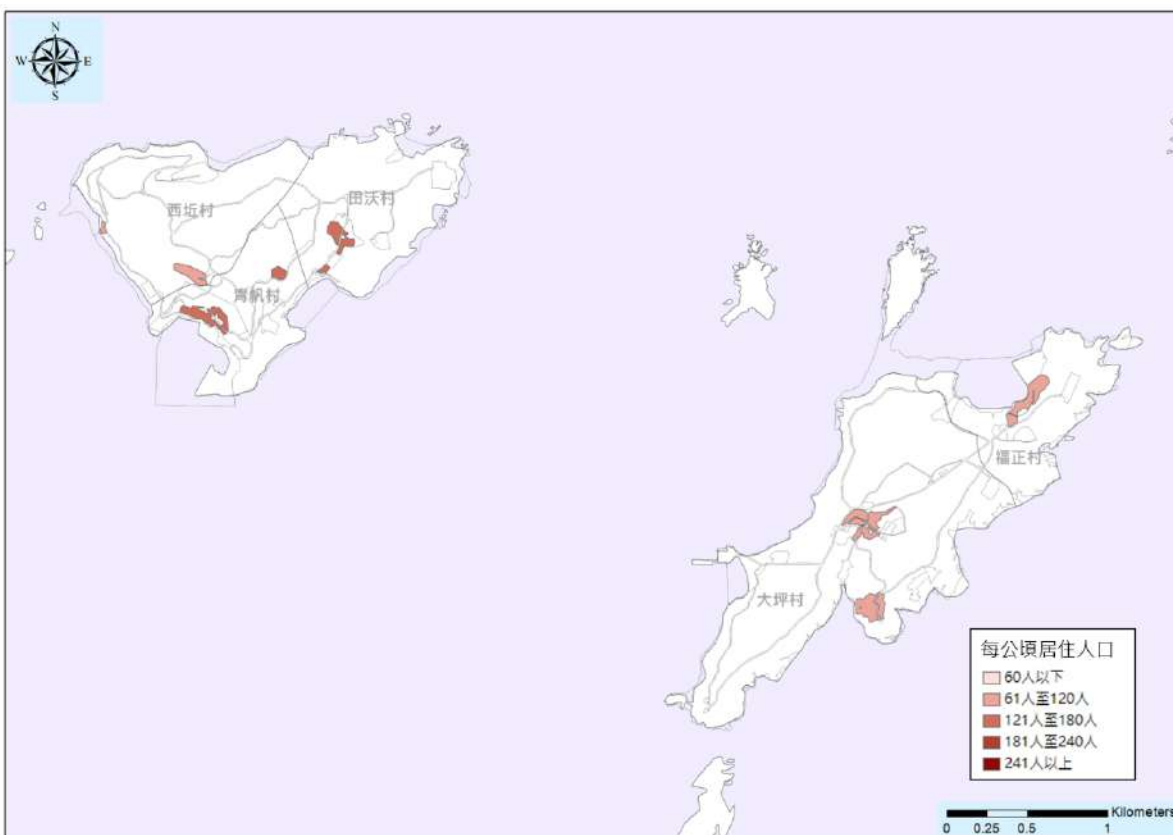 N
W E
S
田沃村
西坵村
青帆村
福正村
大坪村
每公頃居住人口
60人以下
61人至120人
121人至180人
181人至240人
241人以上
Kilometers
0 0.25 0.5 1